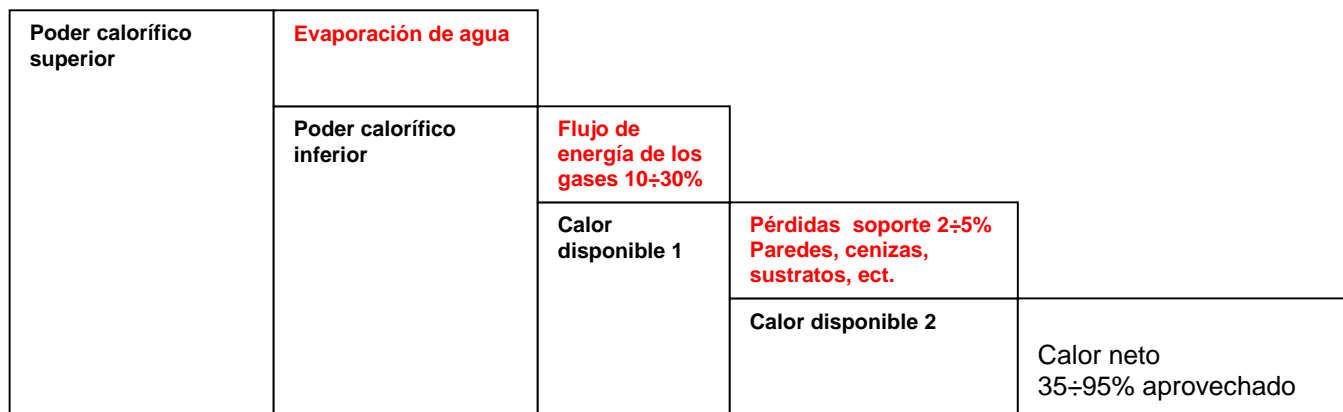 Poder calorífico
superior
Evaporación de agua
Poder calorífico
inferior
Flujo de
energía de los
gases 10÷30%
Calor
disponible 1
Pérdidas  soporte 2÷5%
Paredes, cenizas,
sustratos, ect.
Calor disponible 2
Calor neto
35÷95% aprovechado